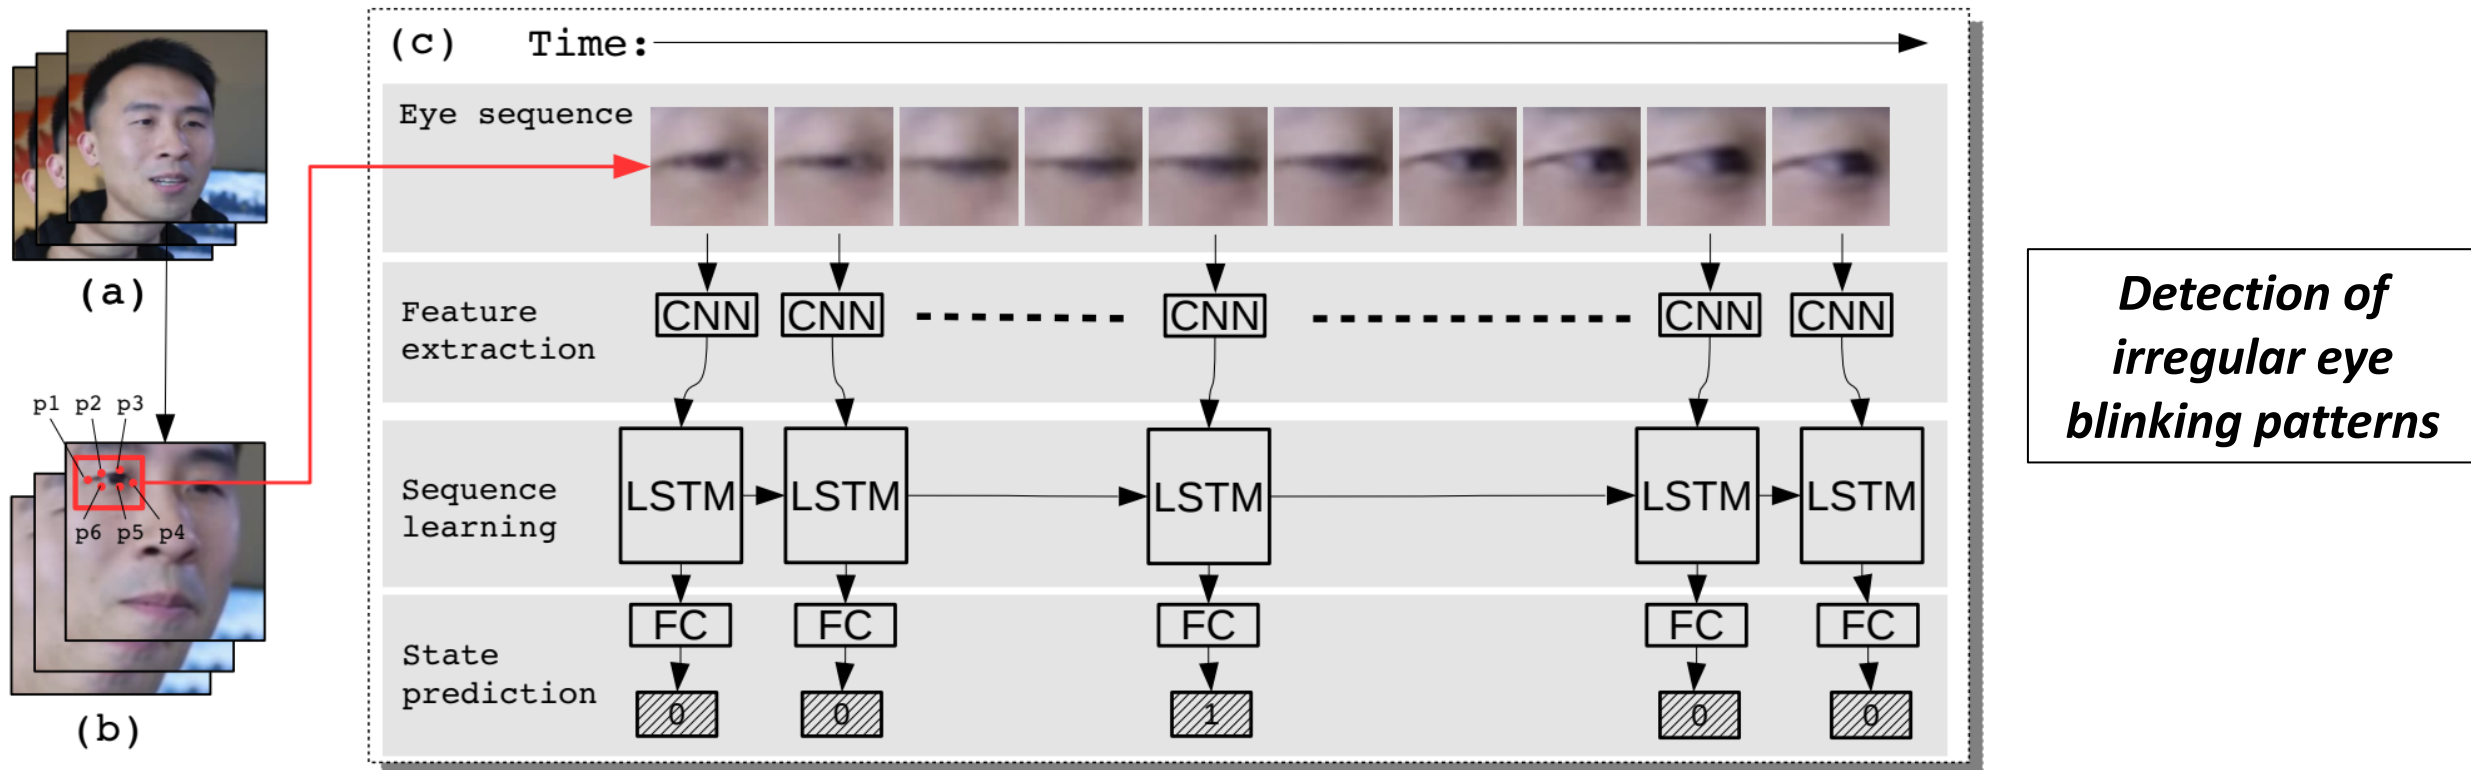 (a)
p1 p2 p3
p6 p5 p4
(b)
(c) Time:
Eye sequence
Feature
extraction
CNN CNN CNN CNN CNN
Sequence
learning
LSTM LSTM LSTM LSTM LSTM
State
prediction
FC FC FC FC FC
0 0 1 0 0
Detection of
irregular eye
blinking patterns